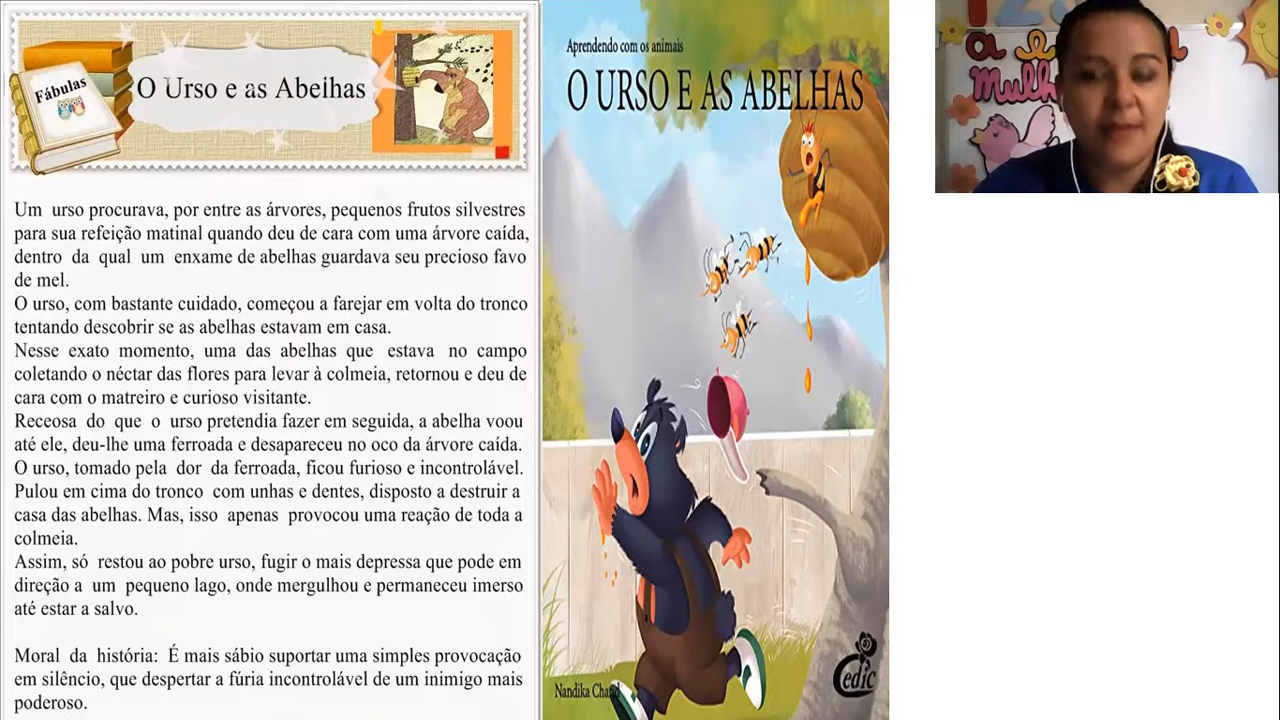 Fábulas
O Urso e as Abelhas
Um urso procurava, por entre as árvores, pequenos frutos silvestres
para sua refeição matinal quando deu de cara com uma árvore caída,
dentro da qual um enxame de abelhas guardava seu precioso favo
de mel.
O urso, com bastante cuidado, começou a farejar em volta do tronco
tentando descobrir se as abelhas estavam em casa.
Nesse exato momento, uma das abelhas que estava no campo
coletando o néctar das flores para levar à colmeia, retornou e deu de
cara com o matreiro e curioso visitante.
Receosa do que o urso pretendia fazer em seguida, a abelha voou
até ele, deu-lhe uma ferroada e desapareceu no oco da árvore caída.
O urso, tomado pela dor da ferroada, ficou furioso e incontrolável.
Pulou em cima do tronco com unhas e dentes, disposto a destruir a
casa das abelhas. Mas, isso apenas provocou uma reação de toda a
colmeia.
Assim, só restou ao pobre urso, fugir o mais depressa que pode em
direção a um pequeno lago, onde mergulhou e permaneceu imerso
até estar a salvo.
Moral da história: É mais sábio suportar uma simples provocação
em silêncio, que despertar a fúria incontrolável de um inimigo mais
poderoso.
Aprendendo com os animais
O URSO E AS ABELHAS
Nandika Chand
Cedic
a
Mulh